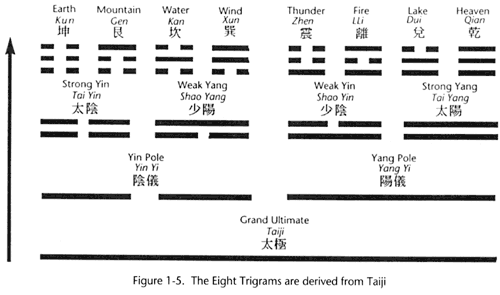 Earth Mountain Water Wind Thunder Fire Lake Heaven
Kun Gen Kan Xun Zhen LLi Dui Qian
坤 艮 坎 巽 震 離 兌 乾
Strong Yin Weak Yang Weak Yin Strong Yang
Tai Yin Shao Yang Shao Yin Tai Yang
太陰 少陽 少陰 太陽
Yin Pole Yang Pole
Yin Yi Yang Yi
陰儀 陽儀
Grand Ultimate
Taiji
太極
Figure 1-5. The Eight Trigrams are derived from Taiji